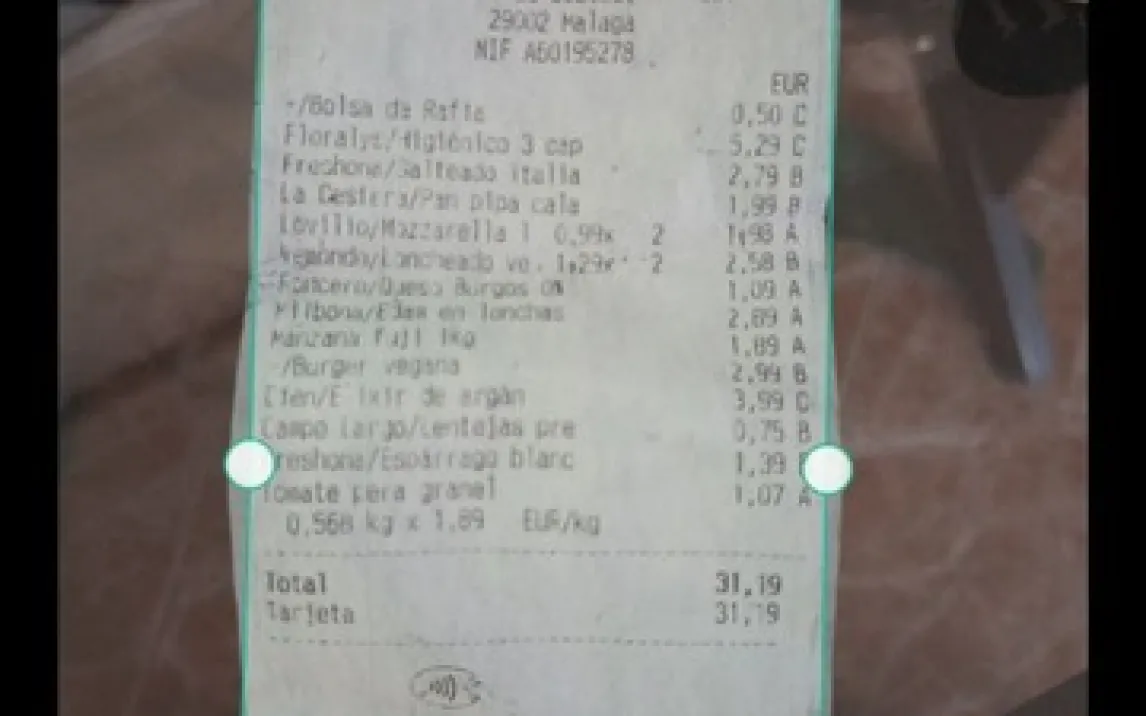 29002 Malaga
NIF A60195278
EUR
-/Bolsa de Rafia 0,50 C
Floralys/Higiénico 3 cap 5,29 C
Freshona/Salteado italia 2,79 B
La Cestera/Pan pipa cala 1,99 B
Lovilio/Mozzarella l 0,99x 2 1,98 A
/Loncheado ve. 1,29x 2 2,58 B
/Queso Burgos 0% 1,09 A
Milbona/Edam en lonchas 2,89 A
Manzana fuji 1kg 1,89 A
-/Burger vegana 2,99 B
Cien/Elixir de argán 3,99 C
Campo Largo/Lentejas pre 0,75 B
reshona/Espárrago blanc 1,39
Tomate pera granel 1,07 A
0,568 kg x 1,89 EUR/kg
Total 31,19
Tarjeta 31,19